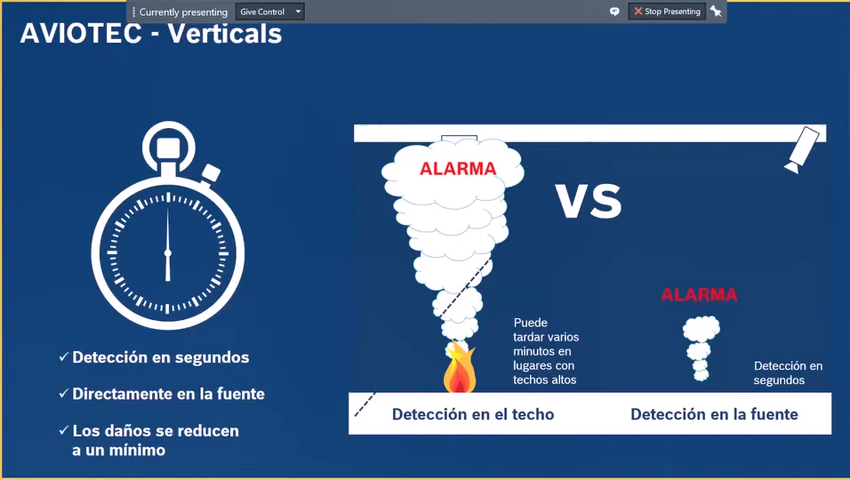 Currently presenting
Give Control
Stop Presenting
AVIOTEC - Verticals
ALARMA
VS
ALARMA
Puede
tardar varios
minutos en
lugares con
techos altos
Detección en
segundos
Detección en el techo
Detección en la fuente
✓ Detección en segundos
✓ Directamente en la fuente
✓ Los daños se reducen
a un mínimo